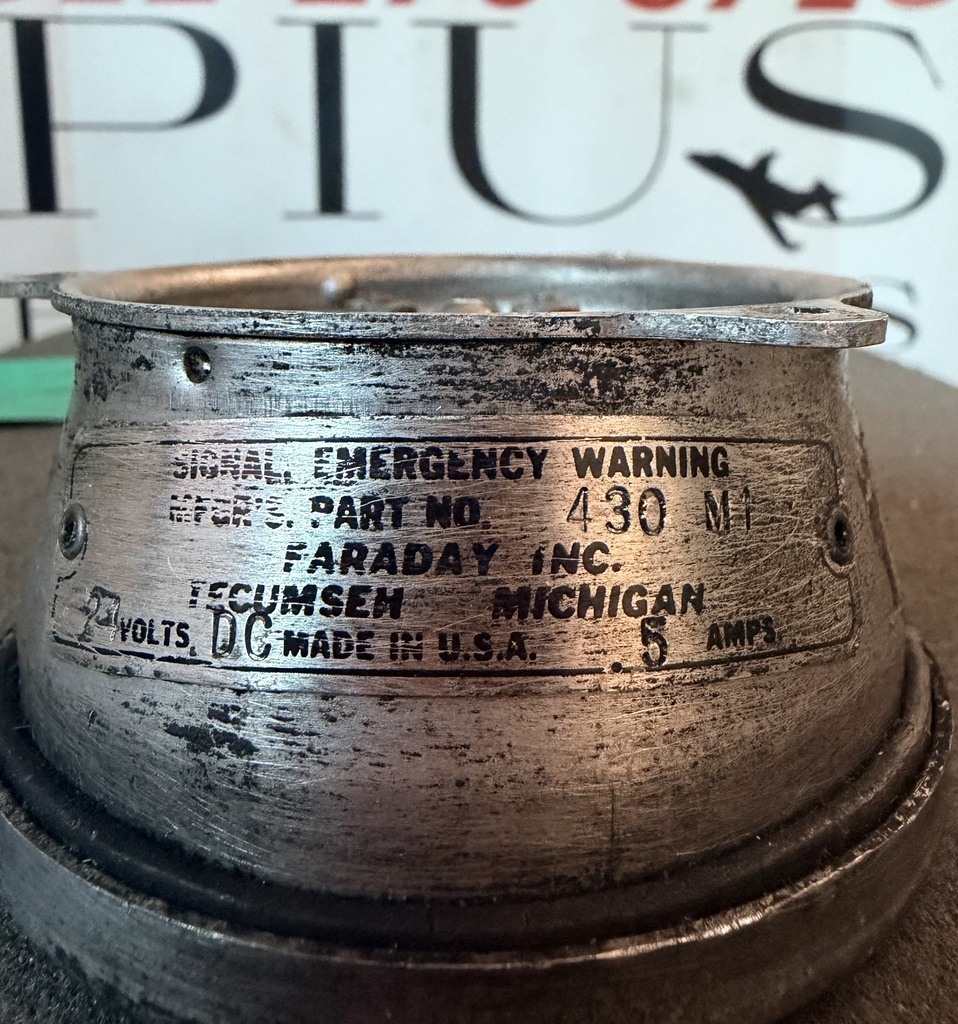 PIUS
SIGNAL, EMERGENCY WARNING
MFGR'S. PART NO. 430 M1
FARADAY INC.
TECUMSEH MICHIGAN
24 VOLTS. DC MADE IN U.S.A. .5 AMPS.